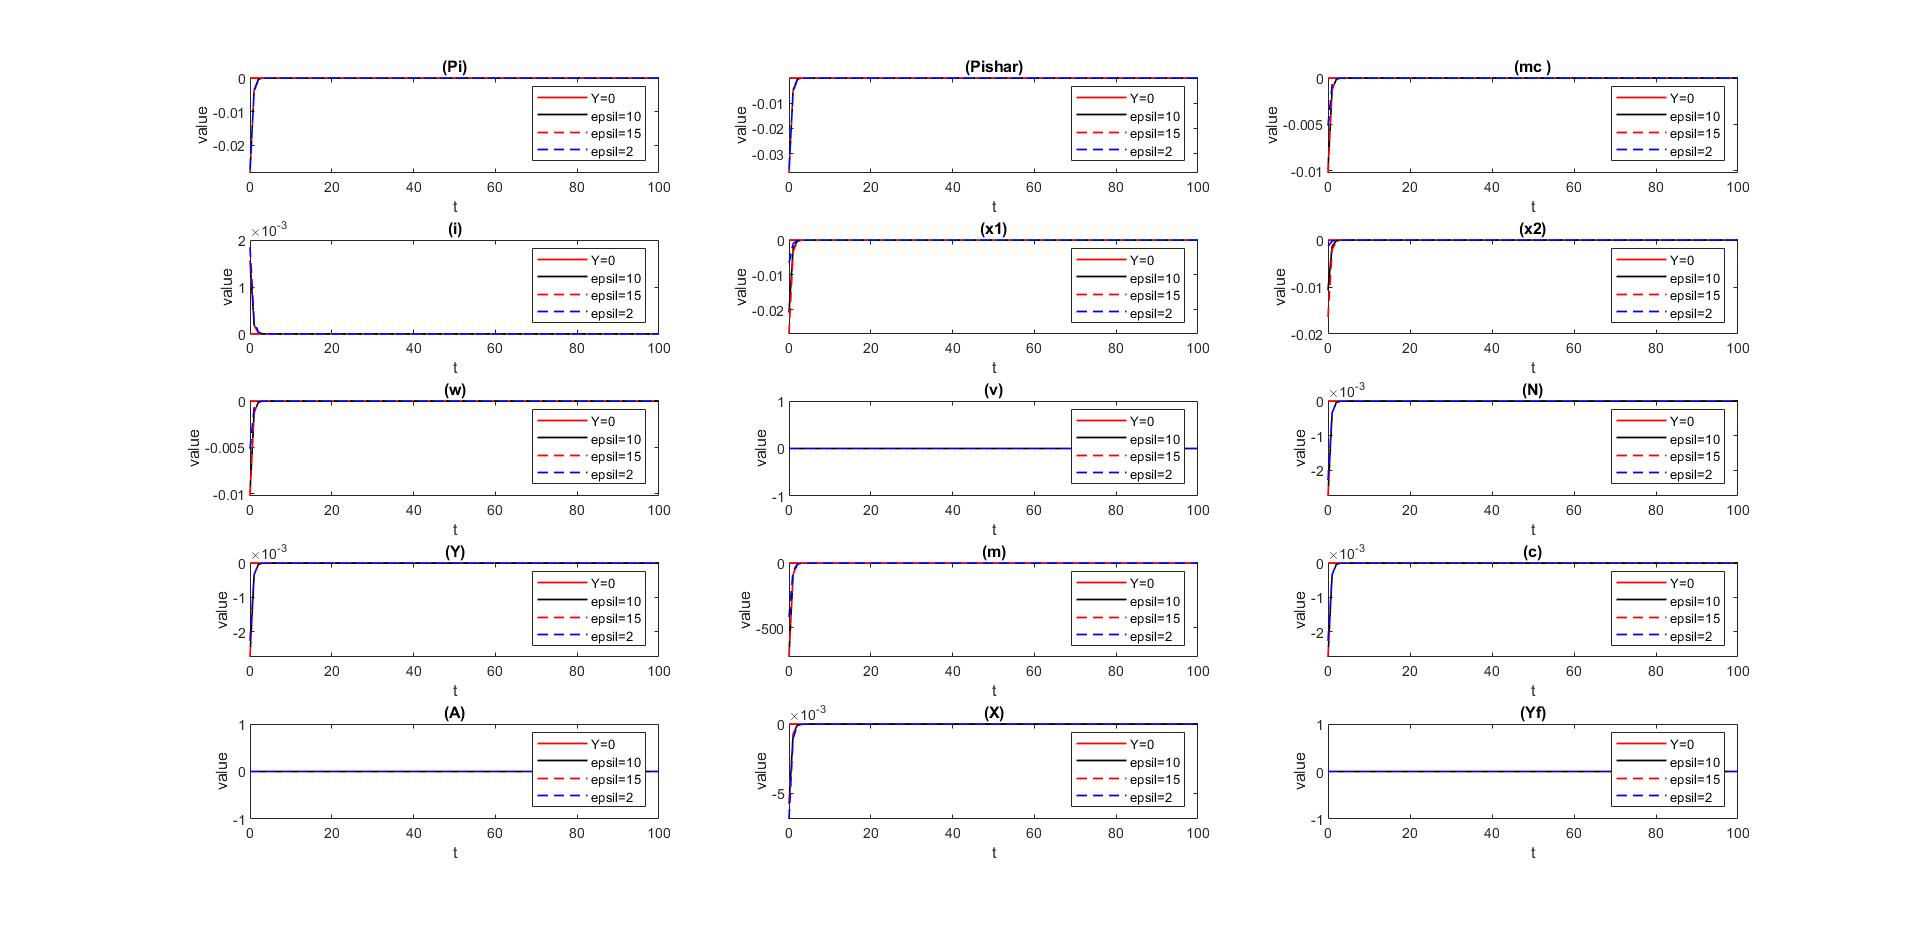 (Pi)
0
-0.01
-0.02
value
Y=0
epsil=10
epsil=15
epsil=2
0 20 40 60 80 100
t
(Pishar)
-0.01
-0.02
-0.03
value
Y=0
epsil=10
epsil=15
epsil=2
0 20 40 60 80 100
t
(mc )
0
-0.005
-0.01
value
Y=0
epsil=10
epsil=15
epsil=2
0 20 40 60 80 100
t
(i)
×10-3
2
1
0
value
Y=0
epsil=10
epsil=15
epsil=2
0 20 40 60 80 100
t
(x1)
0
-0.01
-0.02
value
Y=0
epsil=10
epsil=15
epsil=2
0 20 40 60 80 100
t
(x2)
0
-0.01
-0.02
value
Y=0
epsil=10
epsil=15
epsil=2
0 20 40 60 80 100
t
(w)
0
-0.005
-0.01
value
Y=0
epsil=10
epsil=15
epsil=2
0 20 40 60 80 100
t
(v)
1
0
-1
value
Y=0
epsil=10
epsil=15
epsil=2
0 20 40 60 80 100
t
(N)
×10-3
0
-1
-2
value
Y=0
epsil=10
epsil=15
epsil=2
0 20 40 60 80 100
t
(Y)
×10-3
0
-1
-2
value
Y=0
epsil=10
epsil=15
epsil=2
0 20 40 60 80 100
t
(m)
0
-500
value
Y=0
epsil=10
epsil=15
epsil=2
0 20 40 60 80 100
t
(c)
×10-3
0
-1
-2
value
Y=0
epsil=10
epsil=15
epsil=2
0 20 40 60 80 100
t
(A)
1
0
-1
value
Y=0
epsil=10
epsil=15
epsil=2
0 20 40 60 80 100
t
(X)
×10-3
0
-5
value
Y=0
epsil=10
epsil=15
epsil=2
0 20 40 60 80 100
t
(Yf)
1
0
-1
value
Y=0
epsil=10
epsil=15
epsil=2
0 20 40 60 80 100
t